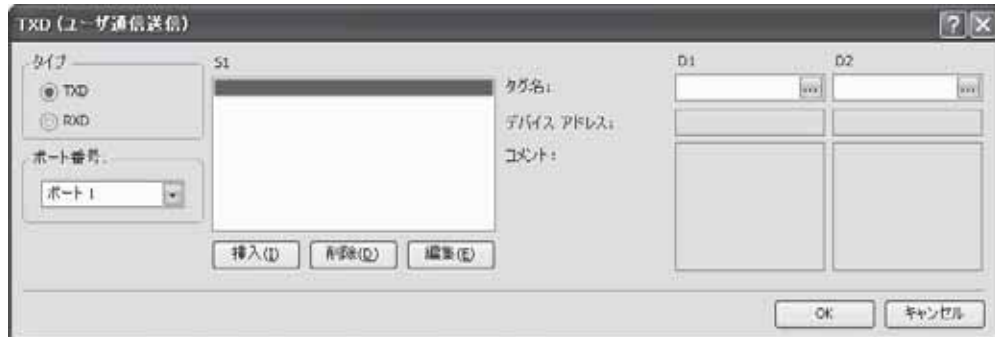 TXD (ユーザ通信送信)
タイプ
TXD
RXD
ポート番号:
ポート 1
S1
挿入(I)
削除(D)
編集(E)
D1
D2
タグ名:
デバイス アドレス:
コメント:
OK
キャンセル